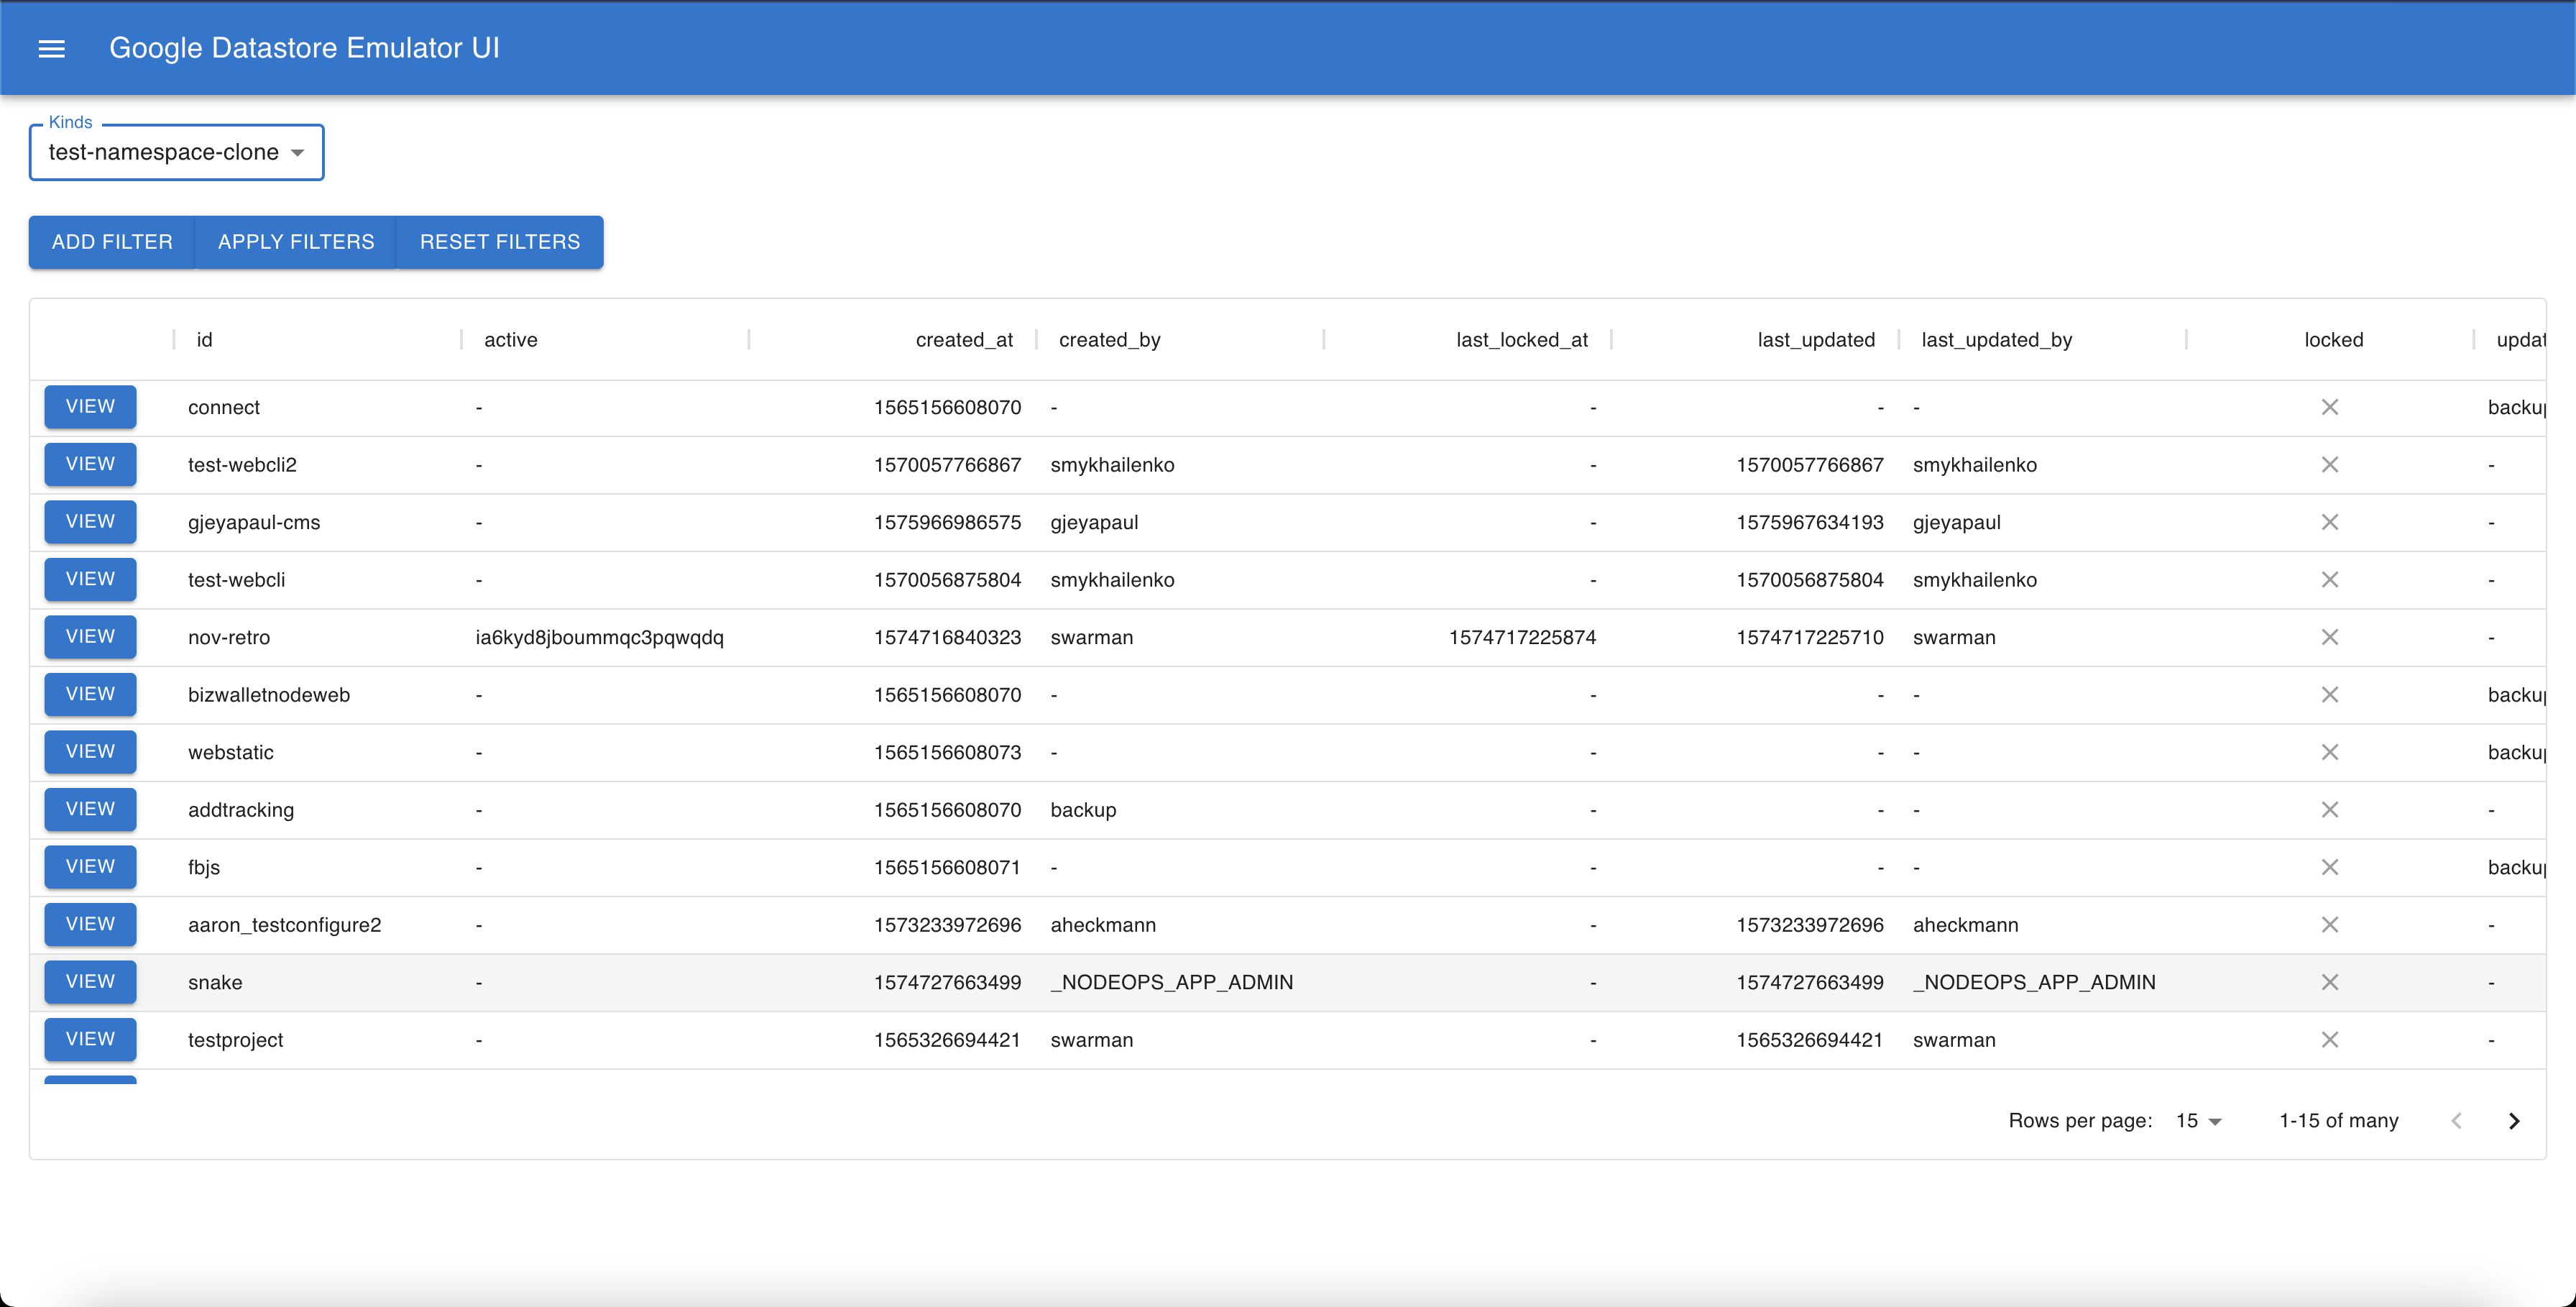 Google Datastore Emulator UI
Kinds
test-namespace-clone
ADD FILTER APPLY FILTERS RESET FILTERS
id active created_at created_by last_locked_at last_updated last_updated_by locked updat
VIEW connect - 1565156608070 - - - - backup
VIEW test-webcli2 - 1570057766867 smykhailenko - 1570057766867 smykhailenko -
VIEW gjeyapaul-cms - 1575966986575 gjeyapaul - 1575967634193 gjeyapaul -
VIEW test-webcli - 1570056875804 smykhailenko - 1570056875804 smykhailenko -
VIEW nov-retro ia6kyd8jboummqc3pqwqdq 1574716840323 swarman 1574717225874 1574717225710 swarman -
VIEW bizwalletnodeweb - 1565156608070 - - - - backup
VIEW webstatic - 1565156608073 - - - - backup
VIEW addtracking - 1565156608070 backup - - - -
VIEW fbjs - 1565156608071 - - - - backup
VIEW aaron_testconfigure2 - 1573233972696 aheckmann - 1573233972696 aheckmann -
VIEW snake - 1574727663499 _NODEOPS_APP_ADMIN - 1574727663499 _NODEOPS_APP_ADMIN -
VIEW testproject - 1565326694421 swarman - 1565326694421 swarman -
Rows per page: 15 1-15 of many